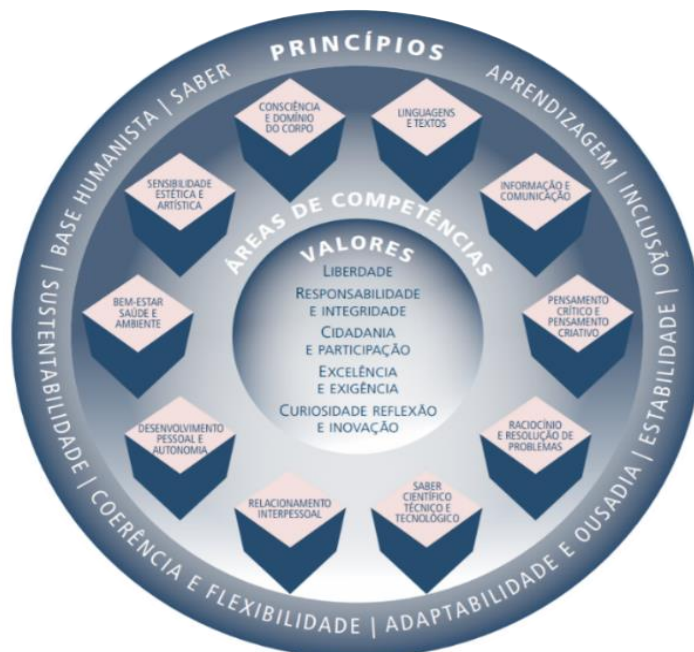 PRINCÍPIOS
SUSTENTABILIDADE | BASE HUMANISTA | SABER
APRENDIZAGEM | INCLUSÃO | ESTABILIDADE |
COERÊNCIA E FLEXIBILIDADE | ADAPTABILIDADE E OUSADIA |
CONSCIÊNCIA
E DOMÍNIO
DO CORPO
LINGUAGENS
E TEXTOS
SENSIBILIDADE
ESTÉTICA E
ARTÍSTICA
INFORMAÇÃO E
COMUNICAÇÃO
ÁREAS DE COMPETÊNCIAS
BEM-ESTAR
SAÚDE E
AMBIENTE
PENSAMENTO
CRÍTICO E
PENSAMENTO
CRIATIVO
VALORES
LIBERDADE
RESPONSABILIDADE
E INTEGRIDADE
CIDADANIA
E PARTICIPAÇÃO
EXCELÊNCIA
E EXIGÊNCIA
CURIOSIDADE REFLEXÃO
E INOVAÇÃO
DESENVOLVIMENTO
PESSOAL E
AUTONOMIA
RACIOCÍNIO
E RESOLUÇÃO DE
PROBLEMAS
RELACIONAMENTO
INTERPESSOAL
SABER
CIENTÍFICO
TÉCNICO E
TECNOLÓGICO